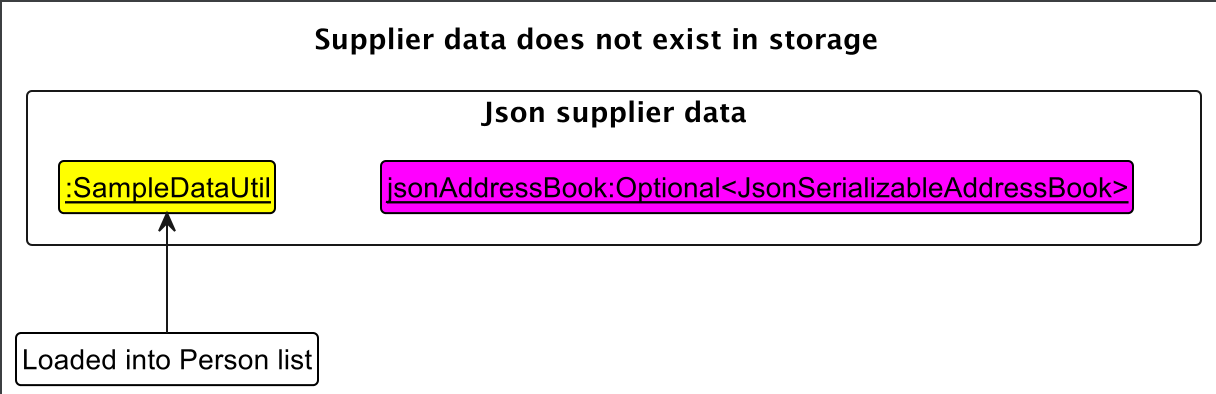 Supplier data does not exist in storage
Json supplier data
:SampleDataUtil
jsonAddressBook:Optional<JsonSerializableAddressBook>
Loaded into Person list